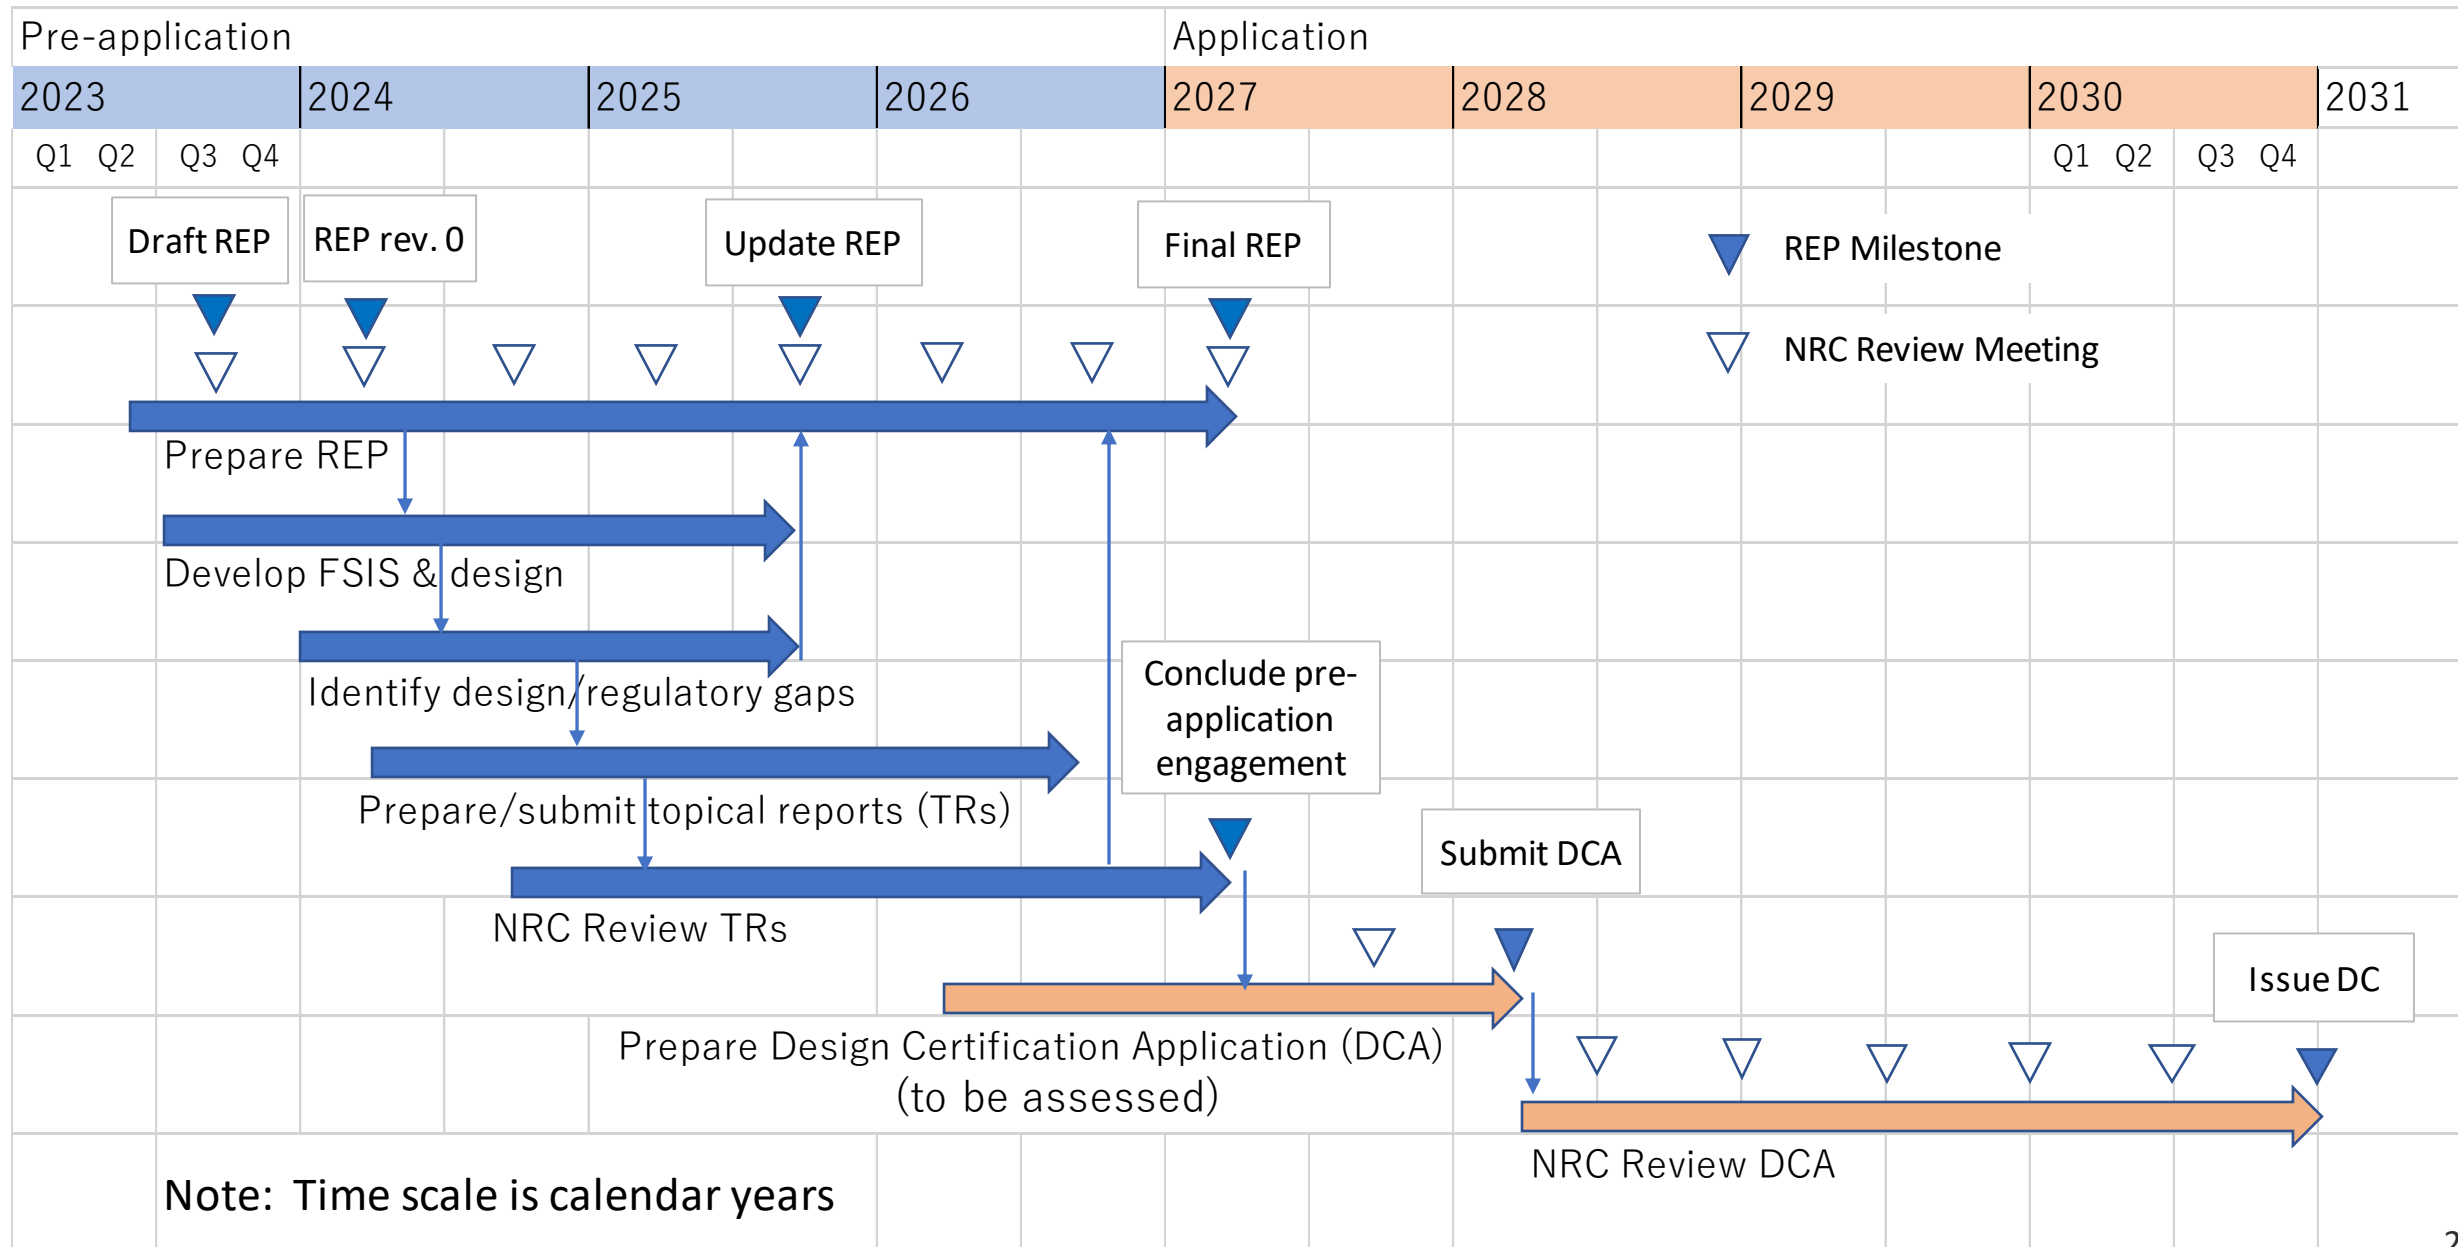 Pre-application
Application
2023
2024
2025
2026
2027
2028
2029
2030
2031
Q1 Q2 Q3 Q4
Q1 Q2 Q3 Q4
Draft REP
REP rev. 0
Update REP
Final REP
REP Milestone
NRC Review Meeting
Prepare REP
Develop FSIS & design
Identify design/regulatory gaps
Conclude pre-
application
engagement
Prepare/submit topical reports (TRs)
Submit DCA
NRC Review TRs
Issue DC
Prepare Design Certification Application (DCA)
(to be assessed)
NRC Review DCA
Note: Time scale is calendar years